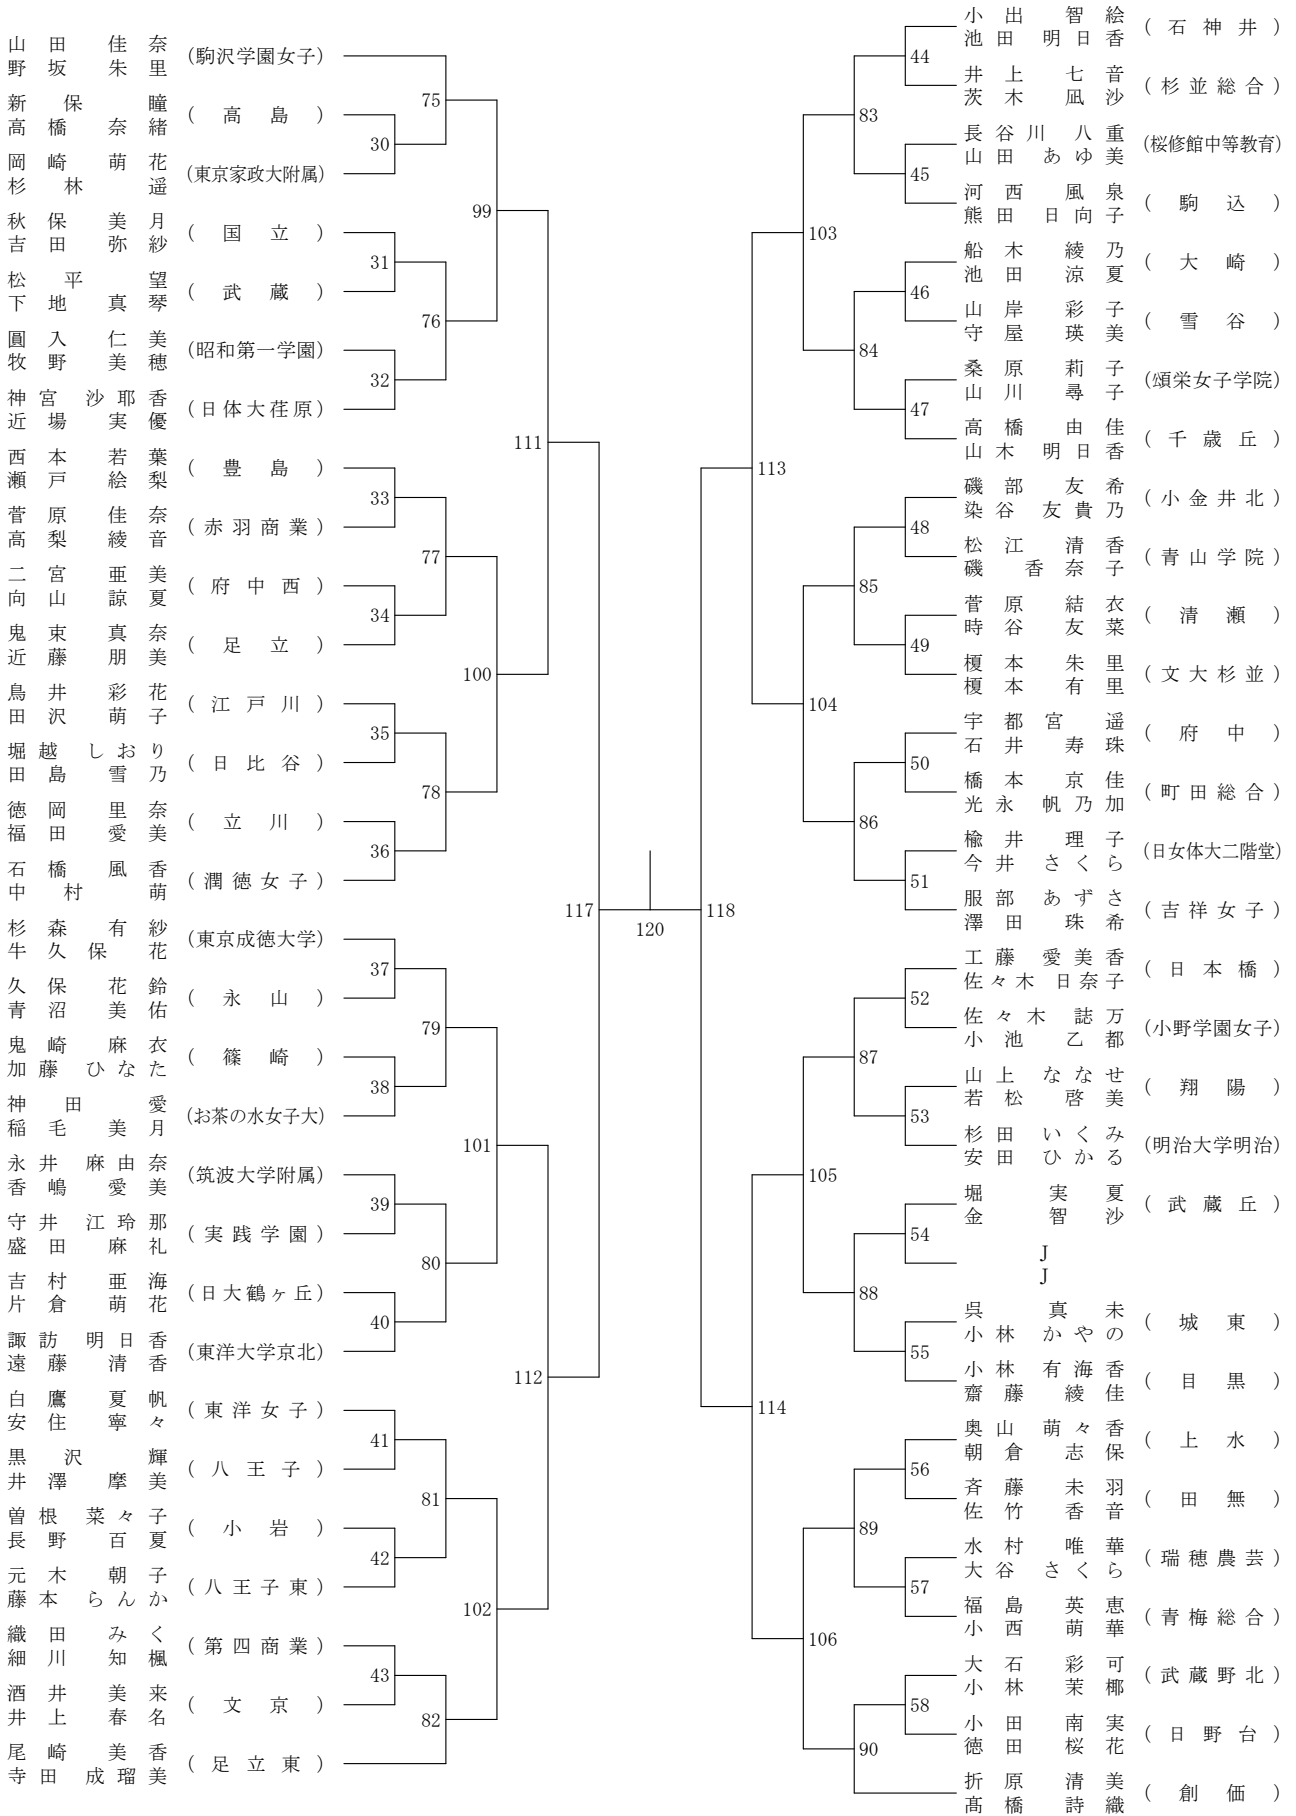 山田 佳奈
野坂 朱里 (駒沢学園女子)
新保 瞳
高橋 奈緒 (高島)
岡崎 萌花
杉林 遥 (東京家政大附属)
秋保 美月
吉田 弥紗 (国立)
松平 望
下地 真琴 (武蔵)
圓入 仁美
牧野 美穂 (昭和第一学園)
神宮 沙耶香
近場 実優 (日体大荏原)
西本 若葉
瀬戸 絵梨 (豊島)
菅原 佳奈
高梨 綾音 (赤羽商業)
二宮 亜美
向山 諒夏 (府中西)
鬼束 真奈
近藤 朋美 (足立)
鳥井 彩花
田沢 萌子 (江戸川)
堀越 しおり
田島 雪乃 (日比谷)
徳岡 里奈
福田 愛美 (立川)
石橋 風香
中村 萌 (潤徳女子)
杉森 有紗
牛久保 花 (東京成徳大学)
久保 花鈴
青沼 美佑 (永山)
鬼崎 麻衣
加藤 ひなた (篠崎)
神田 愛
稲毛 美月 (お茶の水女子大)
永井 麻由奈
香嶋 愛美 (筑波大学附属)
守井 江玲那
盛田 麻礼 (実践学園)
吉村 亜海
片倉 萌花 (日大鶴ヶ丘)
諏訪 明日香
遠藤 清香 (東洋大学京北)
白鷹 夏帆
安住 寧々 (東洋女子)
黒沢 輝
井澤 摩美 (八王子)
曽根 菜々子
長野 百夏 (小岩)
元木 朝子
藤本 らんか (八王子東)
織田 みく
細川 知楓 (第四商業)
酒井 美来
井上 春名 (文京)
尾崎 美香
寺田 成瑠美 (足立東)
30
31
32
33
34
35
36
37
38
39
40
41
42
43
75
76
77
78
79
80
81
82
99
100
101
102
111
112
117
120
118
113
114
103
104
105
106
83
84
85
86
87
88
89
90
44
45
46
47
48
49
50
51
52
53
54
55
56
57
58
小出 智絵
池田 明日香 (石神井)
井上 七音
茨木 凪沙 (杉並総合)
長谷川 八重
山田 あゆ美 (桜修館中等教育)
河西 風泉
熊田 日向子 (駒込)
船木 綾乃
池田 涼夏 (大崎)
山岸 彩子
守屋 瑛美 (雪谷)
桑原 莉子
山川 尋子 (頌栄女子学院)
高橋 由佳
山木 明日香 (千歳丘)
磯部 友希
染谷 友貴乃 (小金井北)
松江 清香
磯 香奈子 (青山学院)
菅原 結衣
時谷 友菜 (清瀬)
榎本 朱里
榎本 有里 (文大杉並)
宇都宮 遥
石井 寿珠 (府中)
橋本 京佳
光永 帆乃加 (町田総合)
楡井 理子
今井 さくら (日女体大二階堂)
服部 あずさ
澤田 珠希 (吉祥女子)
工藤 愛美香
佐々木 日奈子 (日本橋)
佐々木 誌万
小池 乙都 (小野学園女子)
山上 ななせ
若松 啓美 (翔陽)
杉田 いくみ
安田 ひかる (明治大学明治)
堀 実夏
金 智沙 (武蔵丘)
J
J
呉 真未
小林 かやの (城東)
小林 有海香
齋藤 綾佳 (目黒)
奥山 萌々香
朝倉 志保 (上水)
斉藤 未羽
佐竹 香音 (田無)
水村 唯華
大谷 さくら (瑞穂農芸)
福島 英恵
小西 萌華 (青梅総合)
大石 彩可
小林 茉椰 (武蔵野北)
小田 南実
徳田 桜花 (日野台)
折原 清美
髙橋 詩織 (創価)